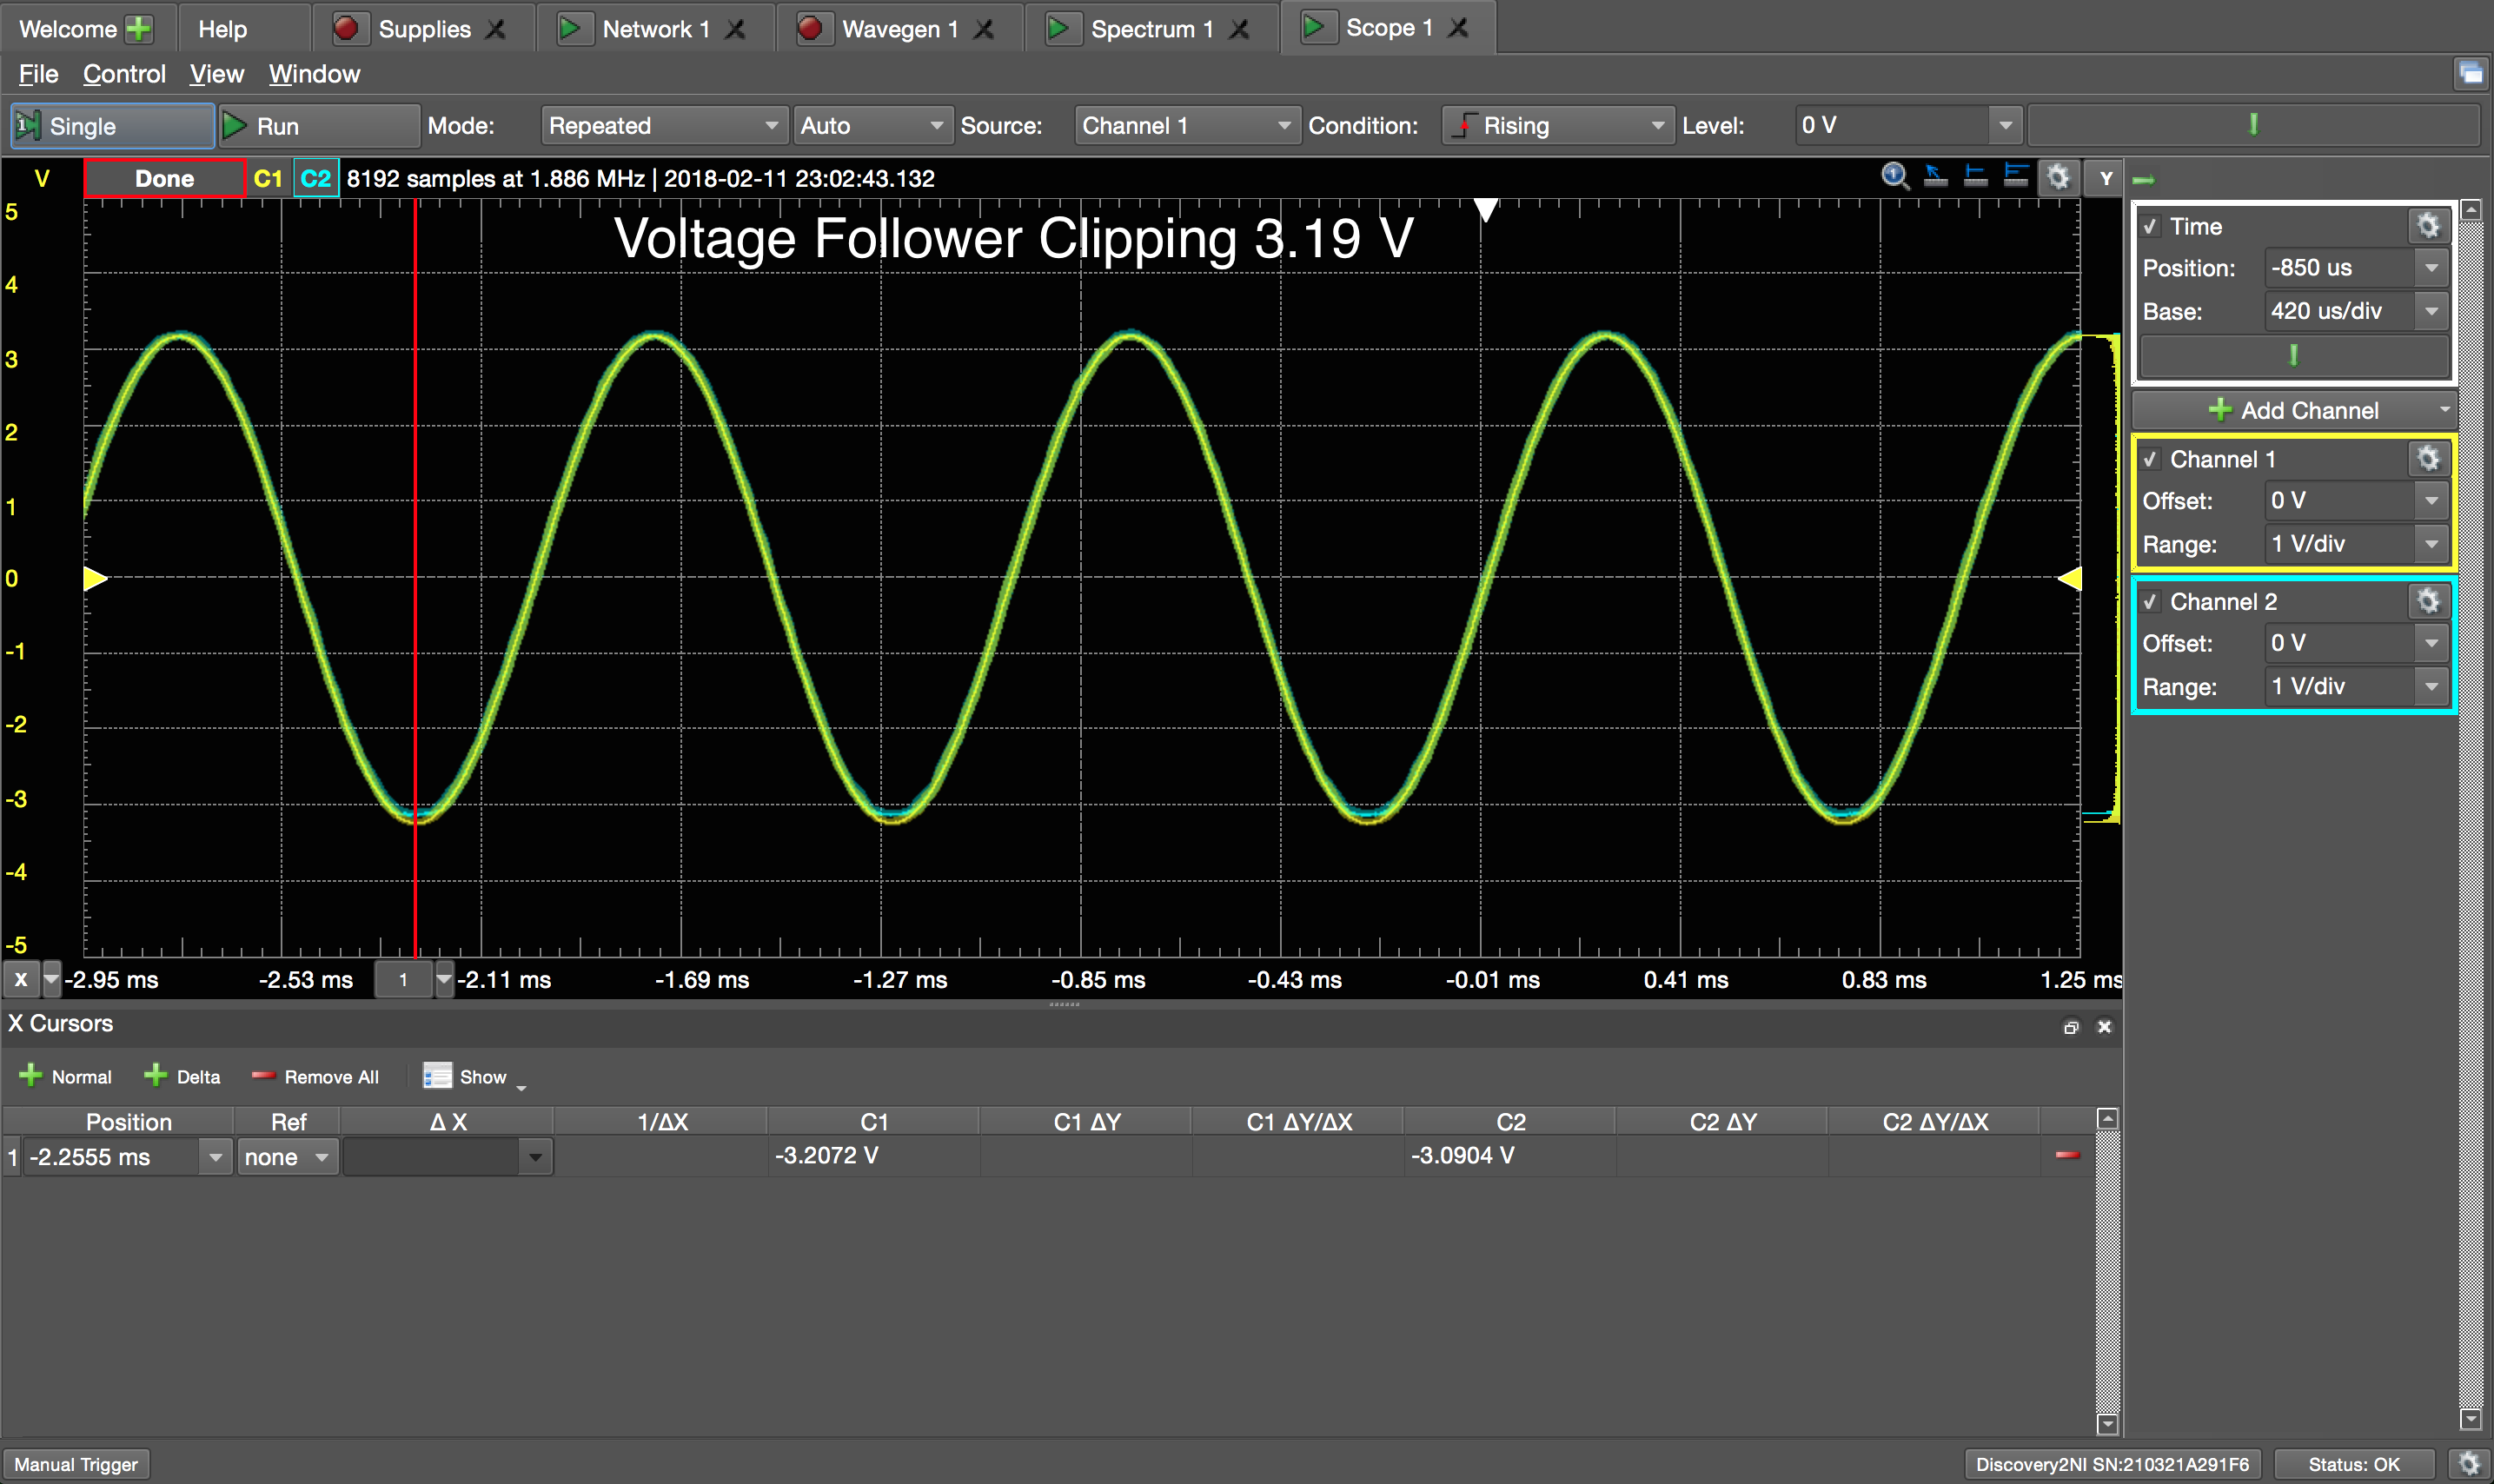 Welcome Help Supplies Network 1 Wavegen 1 Spectrum 1 Scope 1
File Control View Window
1 Single Run Mode: Repeated Auto Source: Channel 1 Condition: Rising Level: 0 V
V Done C1 C2 8192 samples at 1.886 MHz | 2018-02-11 23:02:43.132 1 Y
Voltage Follower Clipping 3.19 V
5
4
3
2
1
0
-1
-2
-3
-4
-5
X -2.95 ms -2.53 ms 1 -2.11 ms -1.69 ms -1.27 ms -0.85 ms -0.43 ms -0.01 ms 0.41 ms 0.83 ms 1.25 ms
Time
Position: -850 us
Base: 420 us/div
Add Channel
Channel 1
Offset: 0 V
Range: 1 V/div
Channel 2
Offset: 0 V
Range: 1 V/div
X Cursors
Normal Delta Remove All Show
Position Ref Δ X 1/ΔX C1 C1 ΔY C1 ΔY/ΔX C2 C2 ΔY C2 ΔY/ΔX
1 -2.2555 ms none -3.2072 V -3.0904 V
Manual Trigger Discovery2NI SN:210321A291F6 Status: OK